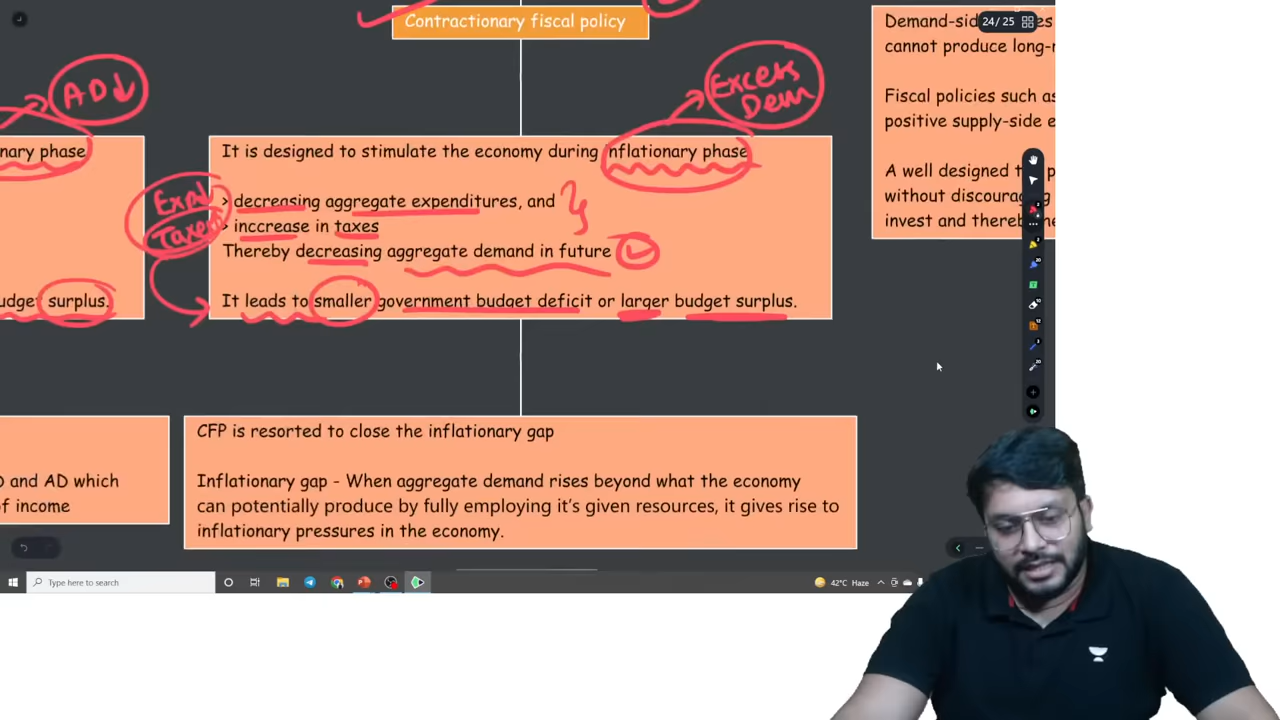 Contractionary fiscal policy
24/25
AD↓
Excess
Dem
nary phase
udget surplus.
Exp↓
Taxes
It is designed to stimulate the economy during inflationary phase
> decreasing aggregate expenditures, and
> inccrease in taxes
Thereby decreasing aggregate demand in future
It leads to smaller government budget deficit or larger budget surplus.
Demand-sid
cannot produce long-r
Fiscal policies such as
positive supply-side e
A well designed
without discouraging
invest and thereby
and AD which
of income
CFP is resorted to close the inflationary gap
Inflationary gap - When aggregate demand rises beyond what the economy
can potentially produce by fully employing it's given resources, it gives rise to
inflationary pressures in the economy.
Type here to search
42°C Haze